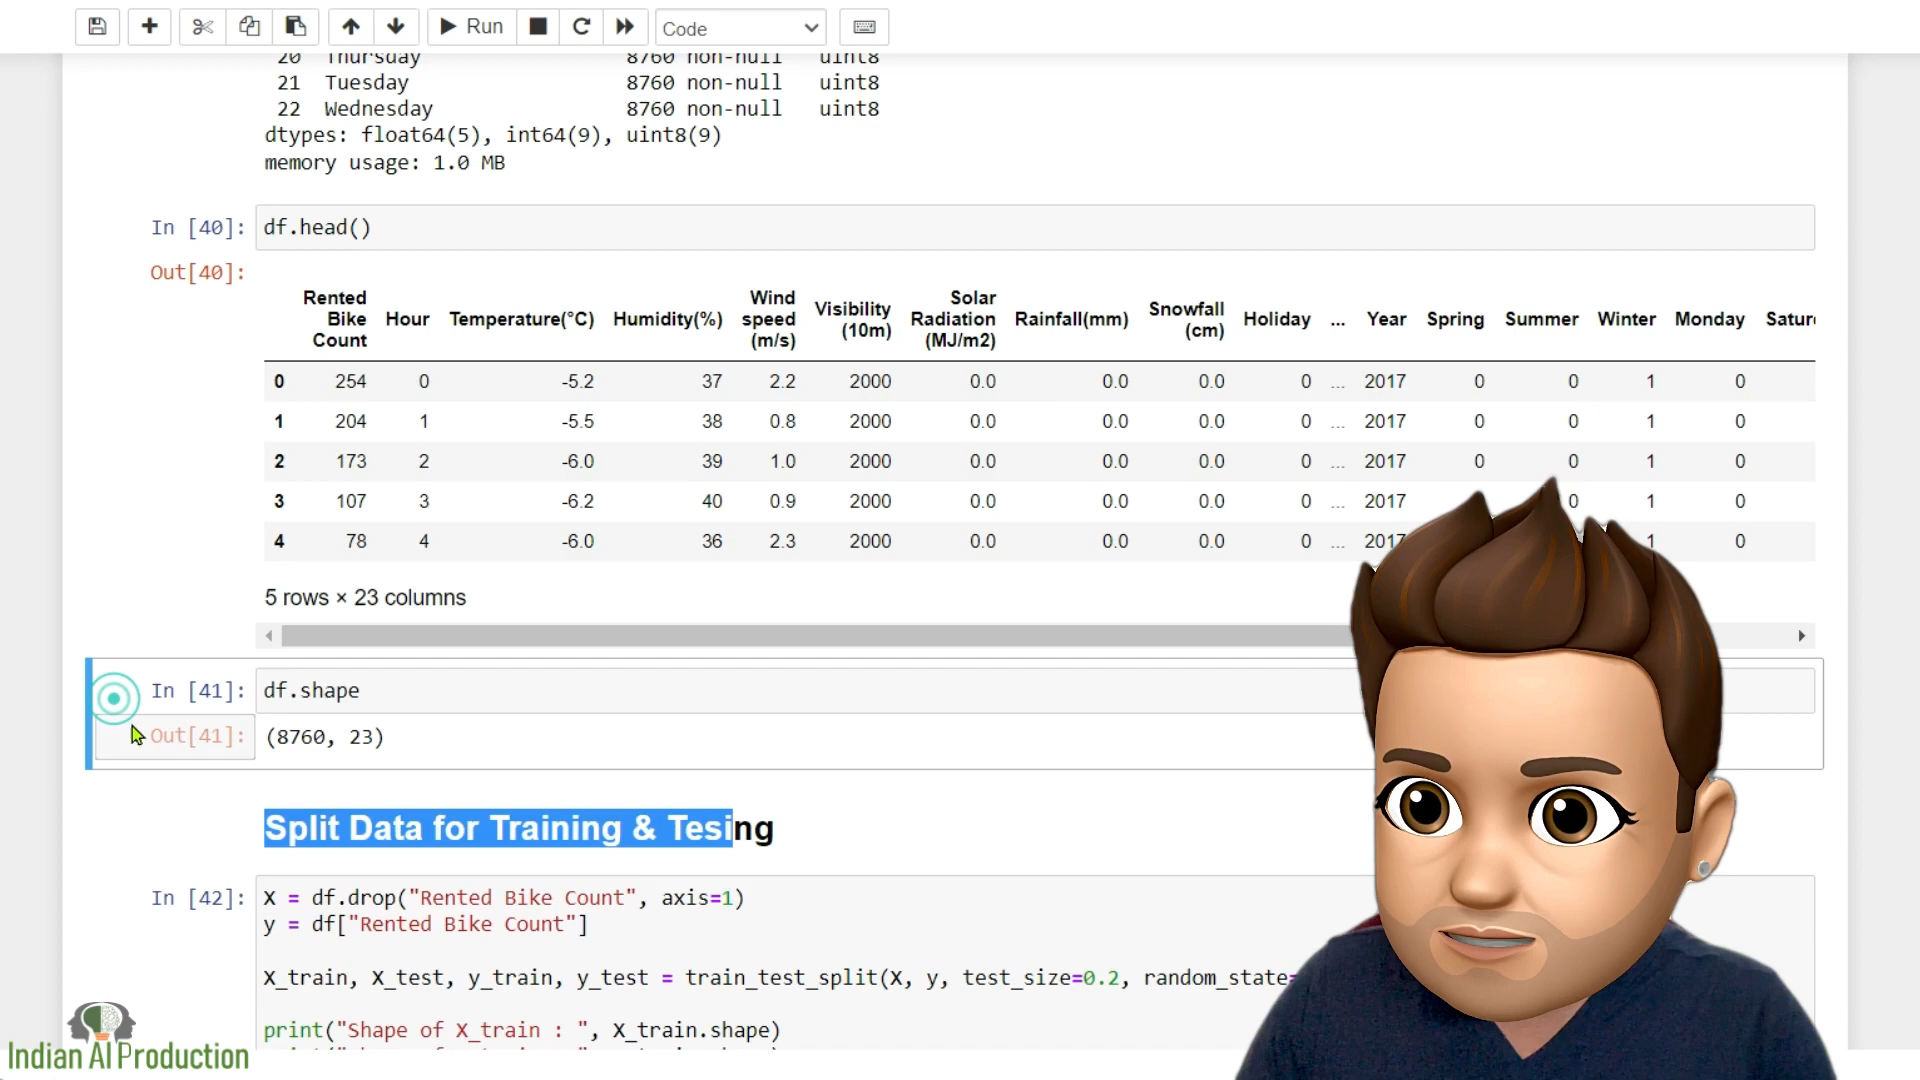 Run
Code
20 Thursday 8760 non-null uint8
21 Tuesday 8760 non-null uint8
22 Wednesday 8760 non-null uint8
dtypes: float64(5), int64(9), uint8(9)
memory usage: 1.0 MB
In [40]: df.head()
Out[40]:
Rented Bike Count Hour Temperature(°C) Humidity(%) Wind speed (m/s) Visibility (10m) Solar Radiation (MJ/m2) Rainfall(mm) Snowfall (cm) Holiday ... Year Spring Summer Winter Monday Satur
0 254 0 -5.2 37 2.2 2000 0.0 0.0 0.0 0 ... 2017 0 0 1 0
1 204 1 -5.5 38 0.8 2000 0.0 0.0 0.0 0 ... 2017 0 0 1 0
2 173 2 -6.0 39 1.0 2000 0.0 0.0 0.0 0 ... 2017 0 0 1 0
3 107 3 -6.2 40 0.9 2000 0.0 0.0 0.0 0 ... 2017 0 1 0
4 78 4 -6.0 36 2.3 2000 0.0 0.0 0.0 0 ... 2017 1 0
5 rows × 23 columns
In [41]: df.shape
Out[41]: (8760, 23)
Split Data for Training & Tesing
In [42]: X = df.drop("Rented Bike Count", axis=1)
y = df["Rented Bike Count"]
X_train, X_test, y_train, y_test = train_test_split(X, y, test_size=0.2, random_state=
print("Shape of X_train : ", X_train.shape)
Indian AI Production